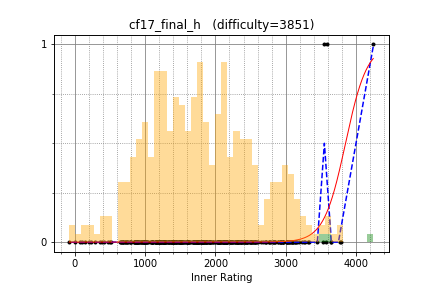 cf17_final_h (difficulty=3851)
1
0
0 1000 2000 3000 4000
Inner Rating